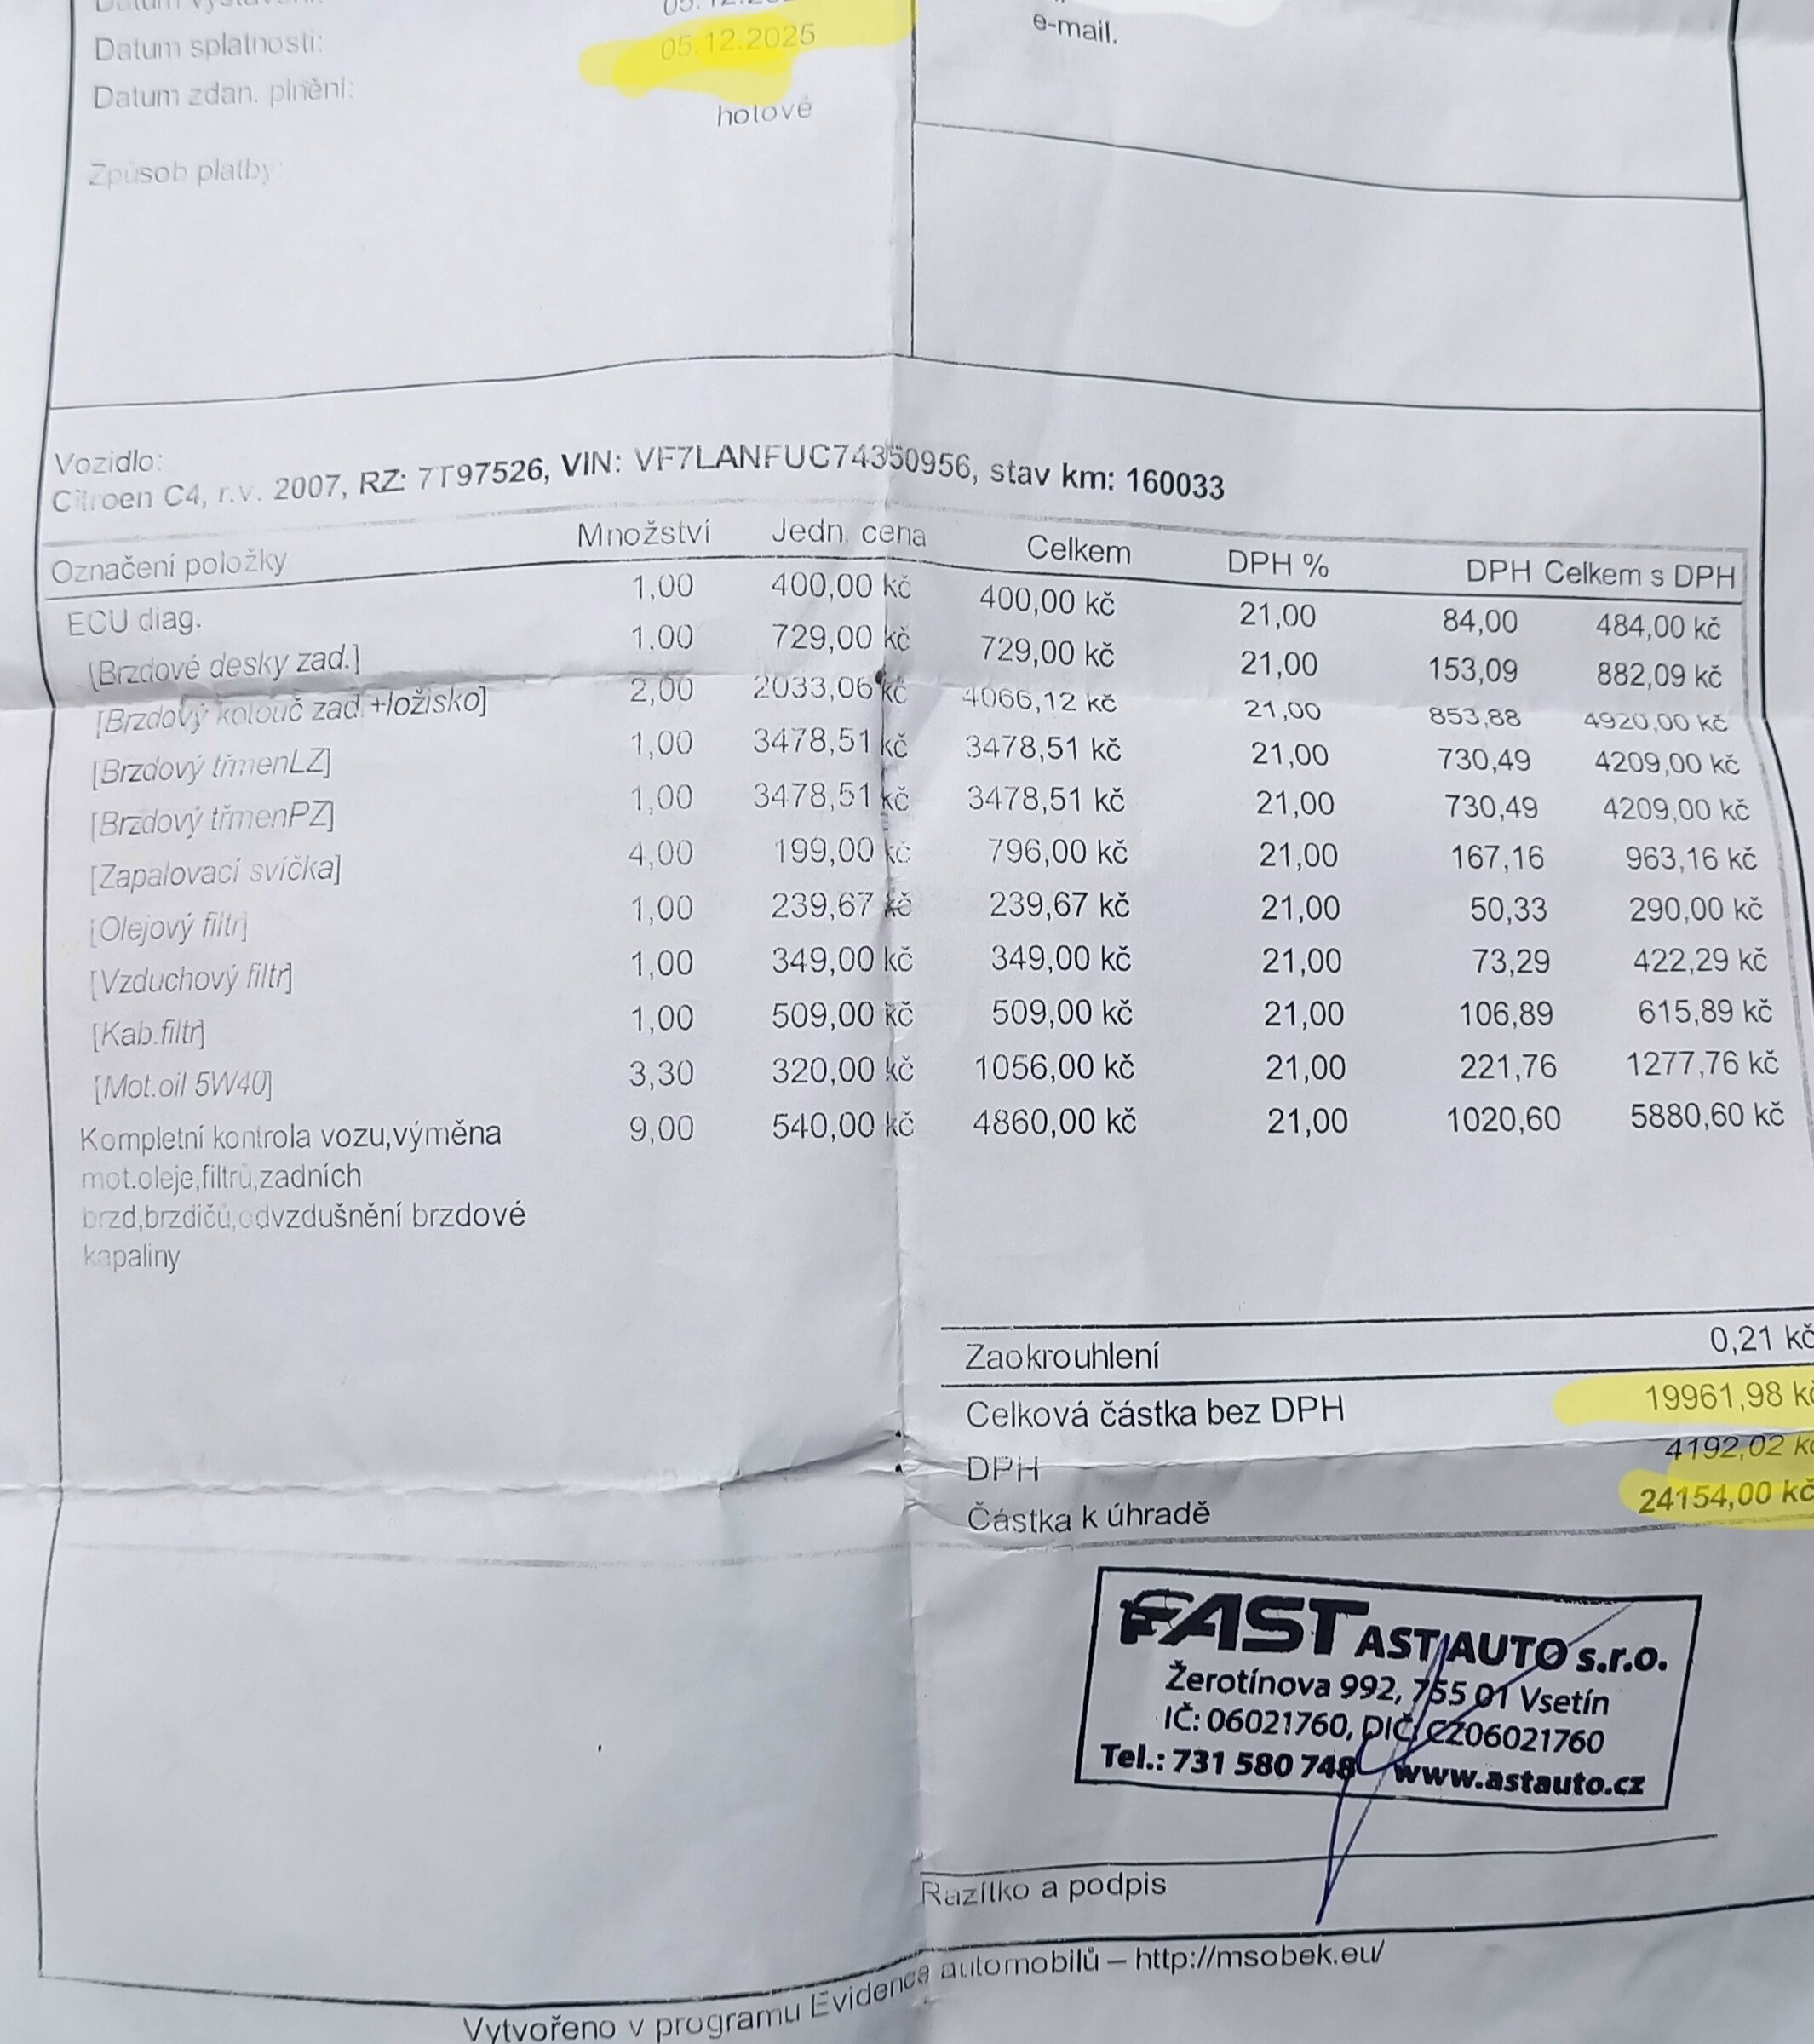 Datum splatnosti: 05.12.2025
Datum zdan. plnění:
holově
Způsob platby:
e-mail.
Vozidlo:
Citroen C4, r.v. 2007, RZ: 7T97526, VIN: VF7LANFUC74350956, stav km: 160033
Označení položky Množství Jedn. cena Celkem DPH % DPH Celkem s DPH
ECU diag. 1,00 400,00 kč 400,00 kč 21,00 84,00 484,00 kč
[Brzdové desky zad.] 1.00 729,00 kč 729,00 kč 21,00 153,09 882,09 kč
[Brzdový kotouč zad.+ložisko] 2,00 2033,06 kč 4066,12 kč 21,00 853,88 4920,00 kč
[Brzdový třmenLZ] 1,00 3478,51 kč 3478,51 kč 21,00 730,49 4209,00 kč
[Brzdový třmenPZ] 1,00 3478,51 kč 3478,51 kč 21,00 730,49 4209,00 kč
[Zapalovací svíčka] 4,00 199,00 kč 796,00 kč 21,00 167,16 963,16 kč
[Olejový filtr] 1,00 239,67 kč 239,67 kč 21,00 50,33 290,00 kč
[Vzduchový filtr] 1,00 349,00 kč 349,00 kč 21,00 73,29 422,29 kč
[Kab.filtr] 1,00 509,00 kč 509,00 kč 21,00 106,89 615,89 kč
[Mot.oil 5W40] 3,30 320,00 kč 1056,00 kč 21,00 221,76 1277,76 kč
Kompletní kontrola vozu,výměna 9,00 540,00 kč 4860,00 kč 21,00 1020,60 5880,60 kč
mot.oleje,filtrů,zadních
brzd,brzdičů,odvzdušnění brzdové
kapaliny
Zaokrouhlení 0,21 kč
Celková částka bez DPH 19961,98 kč
DPH 4192,02 kč
Částka k úhradě 24154,00 kč
FAST AST AUTO s.r.o.
Žerotínova 992, 755 01 Vsetín
IČ: 06021760, DIČ: CZ06021760
Tel.: 731 580 748 www.astauto.cz
Razítko a podpis
Vytvořeno v programu Evidence automobilů – http://msobek.eu/